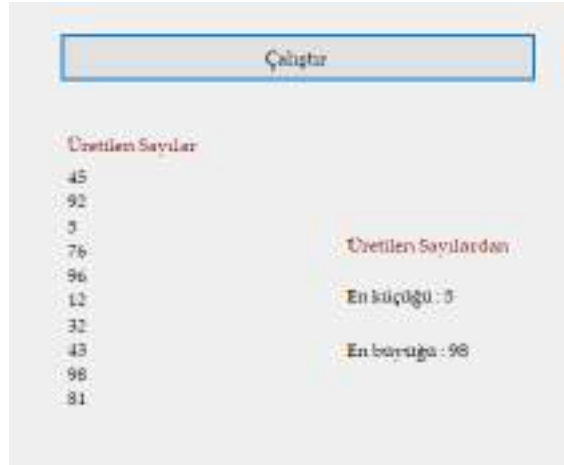 Çalıştır
Üretilen Sayılar
45
92
5
76
96
12
32
43
98
81
Üretilen Sayılardan
En küçüğü : 5
En büyüğü : 98